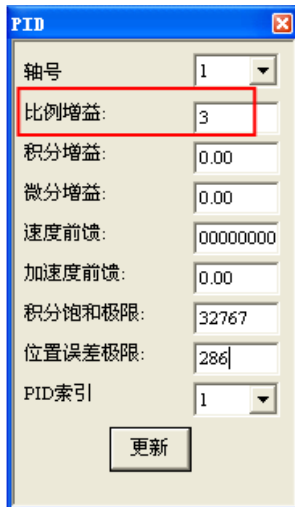 PID
轴号 1
比例增益: 3
积分增益: 0.00
微分增益: 0.00
速度前馈: 00000000
加速度前馈: 0.00
积分饱和极限: 32767
位置误差极限: 286
PID索引 1
更新